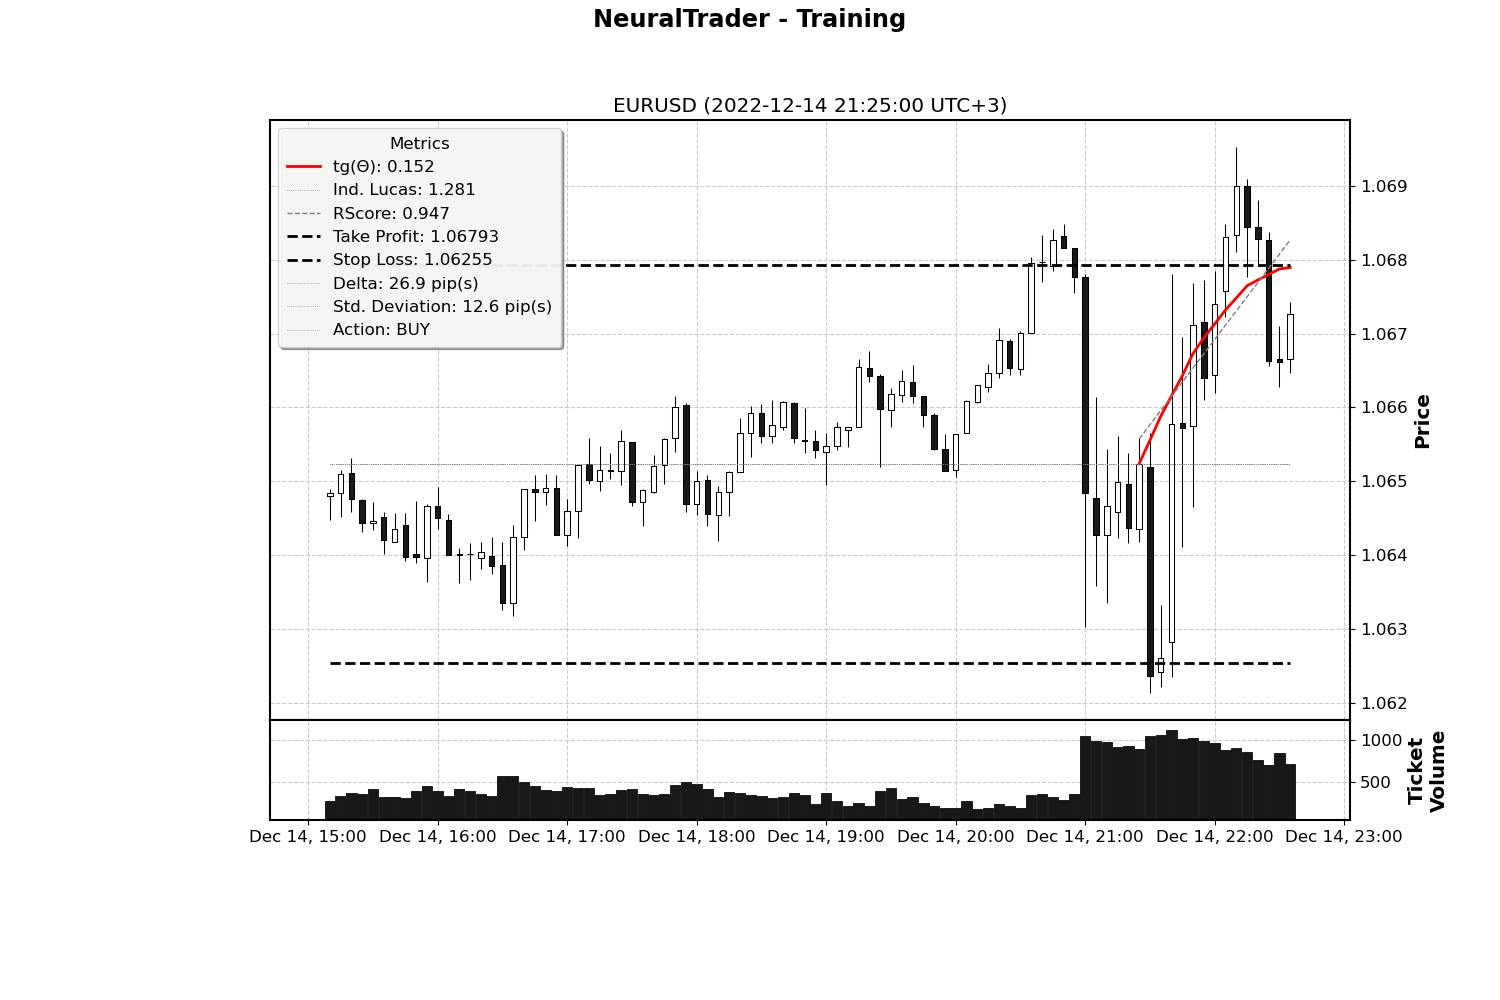 NeuralTrader - Training
EURUSD (2022-12-14 21:25:00 UTC+3)
Metrics
tg(Θ): 0.152
Ind. Lucas: 1.281
RScore: 0.947
Take Profit: 1.06793
Stop Loss: 1.06255
Delta: 26.9 pip(s)
Std. Deviation: 12.6 pip(s)
Action: BUY
1.069
1.068
1.067
1.066
1.065
1.064
1.063
1.062
Price
1000
500
Ticket
Volume
Dec 14, 15:00
Dec 14, 16:00
Dec 14, 17:00
Dec 14, 18:00
Dec 14, 19:00
Dec 14, 20:00
Dec 14, 21:00
Dec 14, 22:00
Dec 14, 23:00